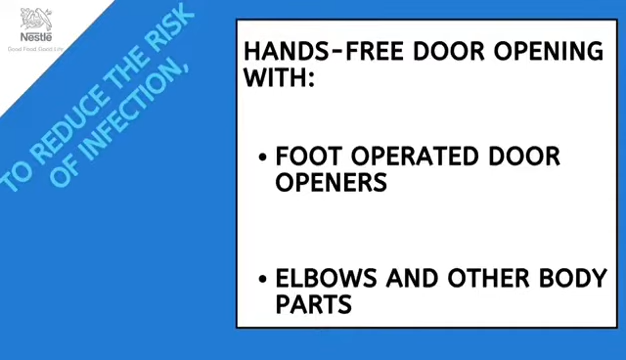 Nestlé
Good Food, Good Life
TO REDUCE THE RISK
OF INFECTION,
HANDS-FREE DOOR OPENING
WITH:
• FOOT OPERATED DOOR
OPENERS
• ELBOWS AND OTHER BODY
PARTS